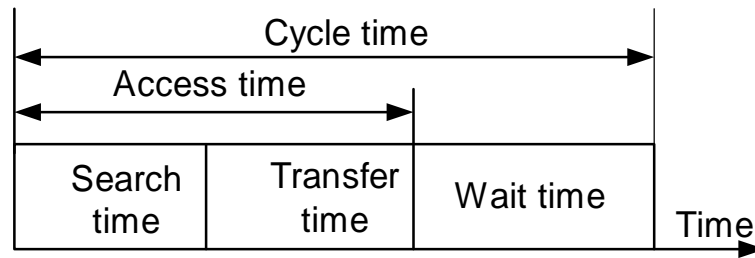 Cycle time
Access time
Search
time
Transfer
time
Wait time
Time